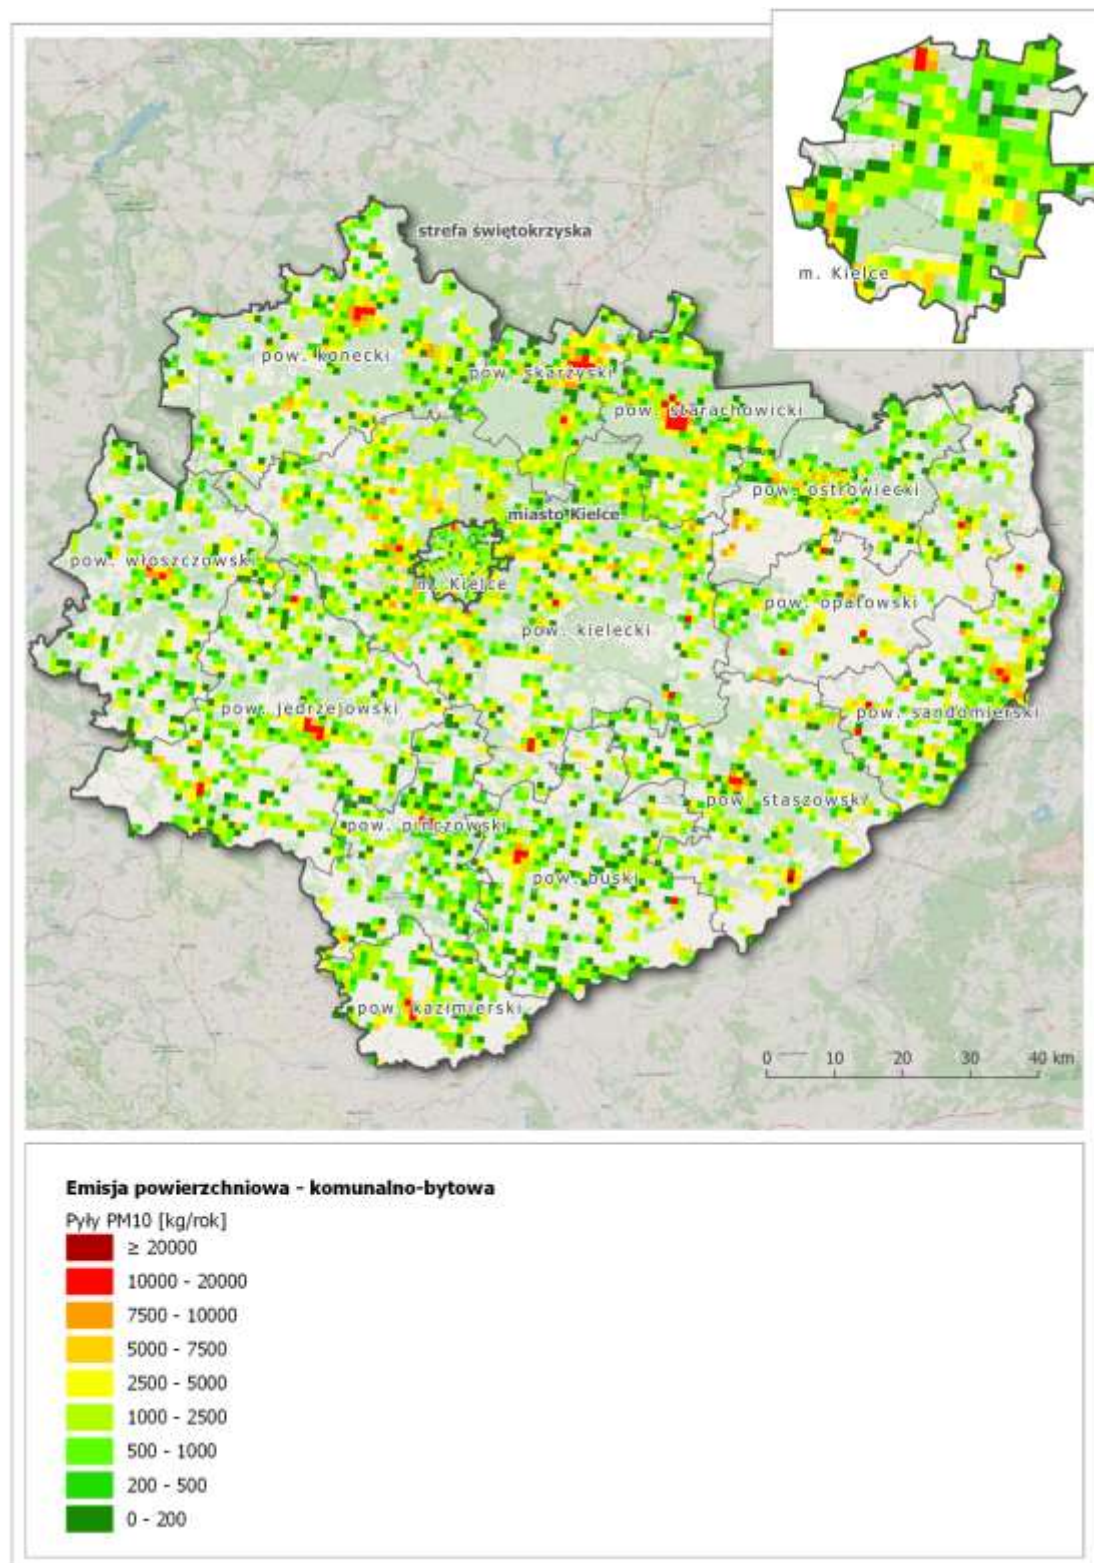 m. Kielce
strefa świętokrzyska
pow. konecki
pow. skarżyski
pow. starachowicki
pow. ostrowiecki
miasto Kielce
pow. włoszczowski
m. Kielce
pow. opatowski
pow. kielecki
pow. jędrzejowski
pow. sandomierski
pow. staszowski
pow. pińczowski
pow. buski
pow. kazimierski
0 10 20 30 40 km
Emisja powierzchniowa - komunalno-bytowa
Pyły PM10 [kg/rok]
≥ 20000
10000 - 20000
7500 - 10000
5000 - 7500
2500 - 5000
1000 - 2500
500 - 1000
200 - 500
0 - 200